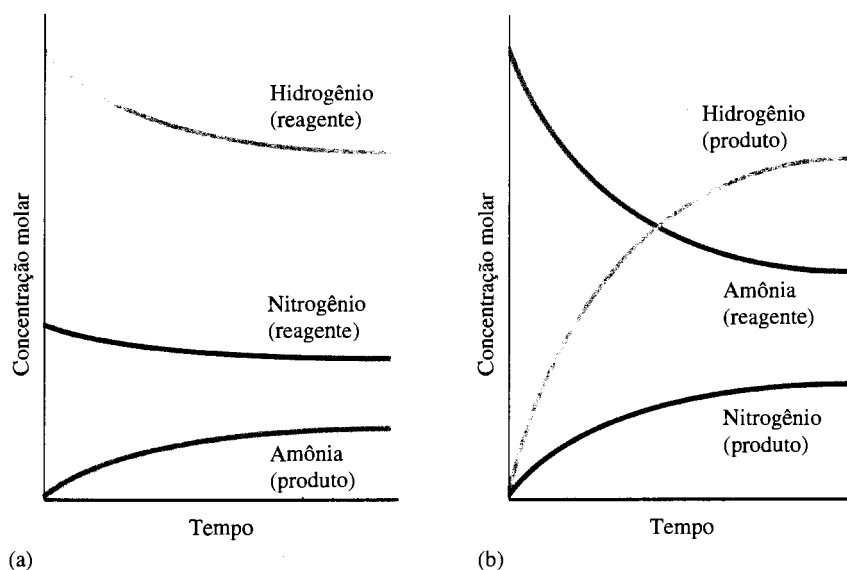 Concentração molar
Hidrogênio
(reagente)
Nitrogênio
(reagente)
Amônia
(produto)
Tempo
(a)
Concentração molar
Hidrogênio
(produto)
Amônia
(reagente)
Nitrogênio
(produto)
Tempo
(b)